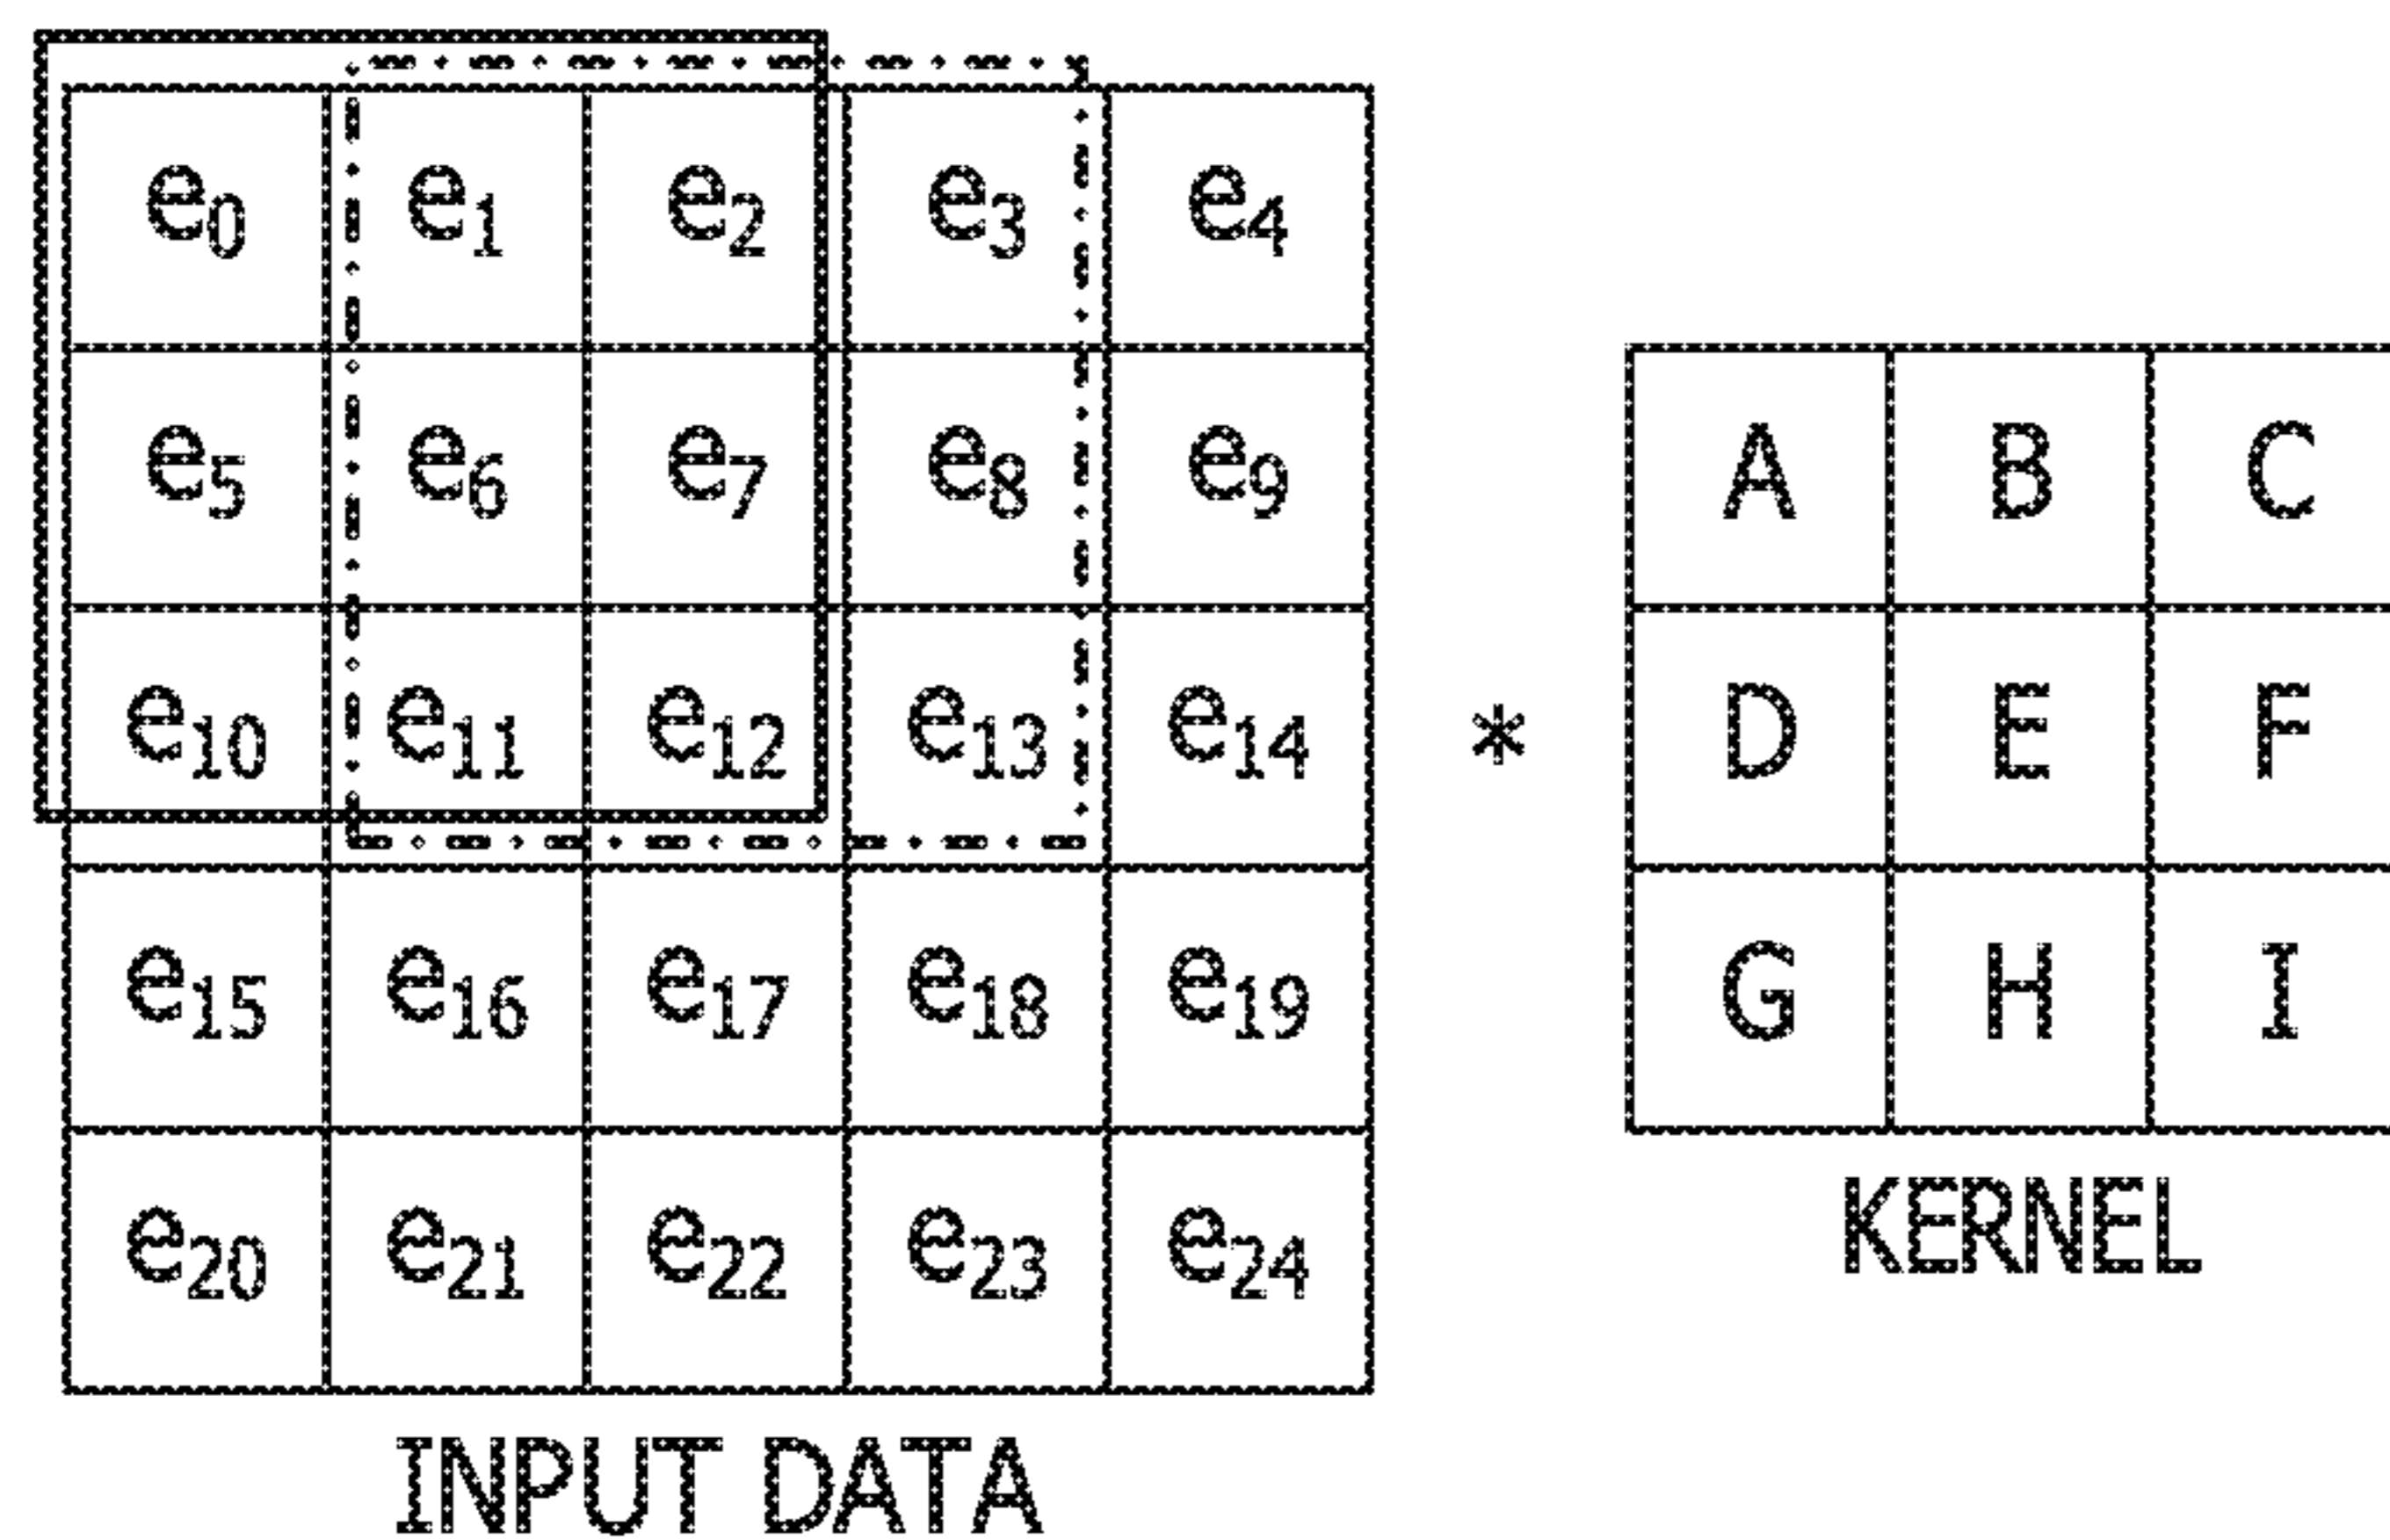 e0 e1 e2 e3 e4
e5 e6 e7 e8 e9
A B C
e10 e11 e12 e13 e14
*
D E F
e15 e16 e17 e18 e19
G H I
e20 e21 e22 e23 e24
KERNEL
INPUT DATA